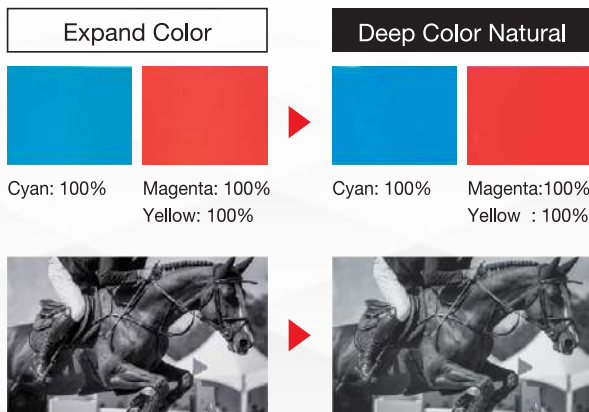 Expand Color
Deep Color Natural
Cyan: 100%
Magenta: 100%
Yellow: 100%
Cyan: 100%
Magenta:100%
Yellow : 100%